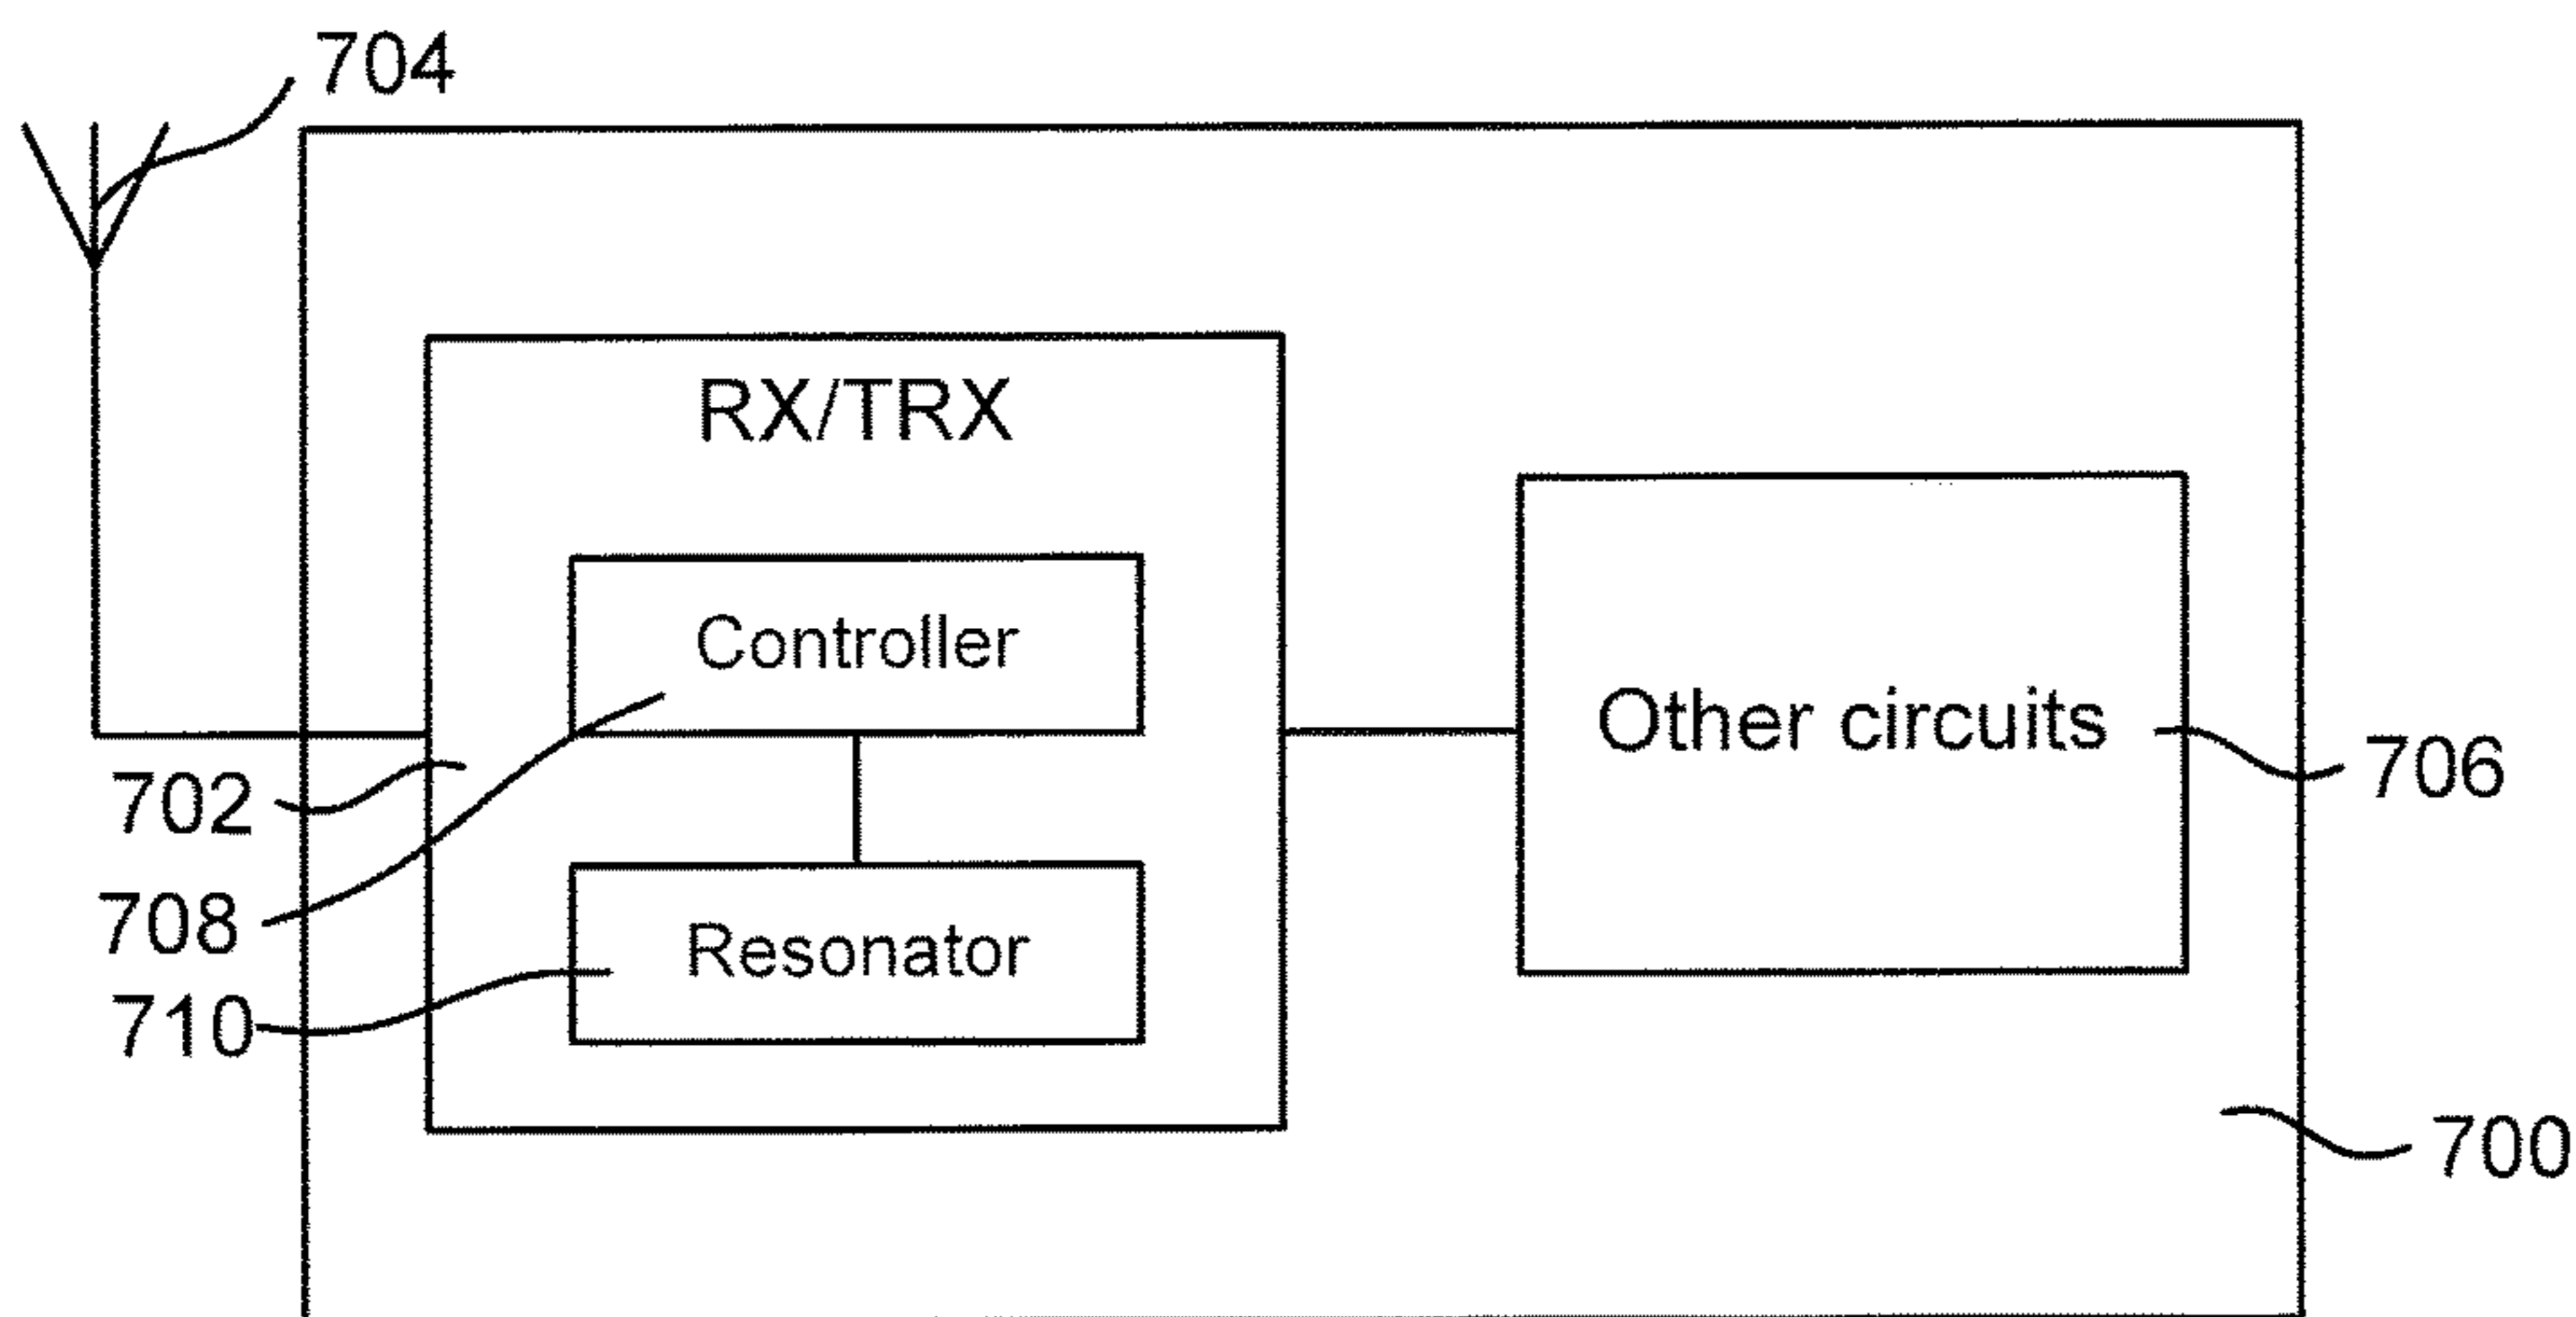 704
RX/TRX
Controller
Other circuits
706
702
708
Resonator
710
700